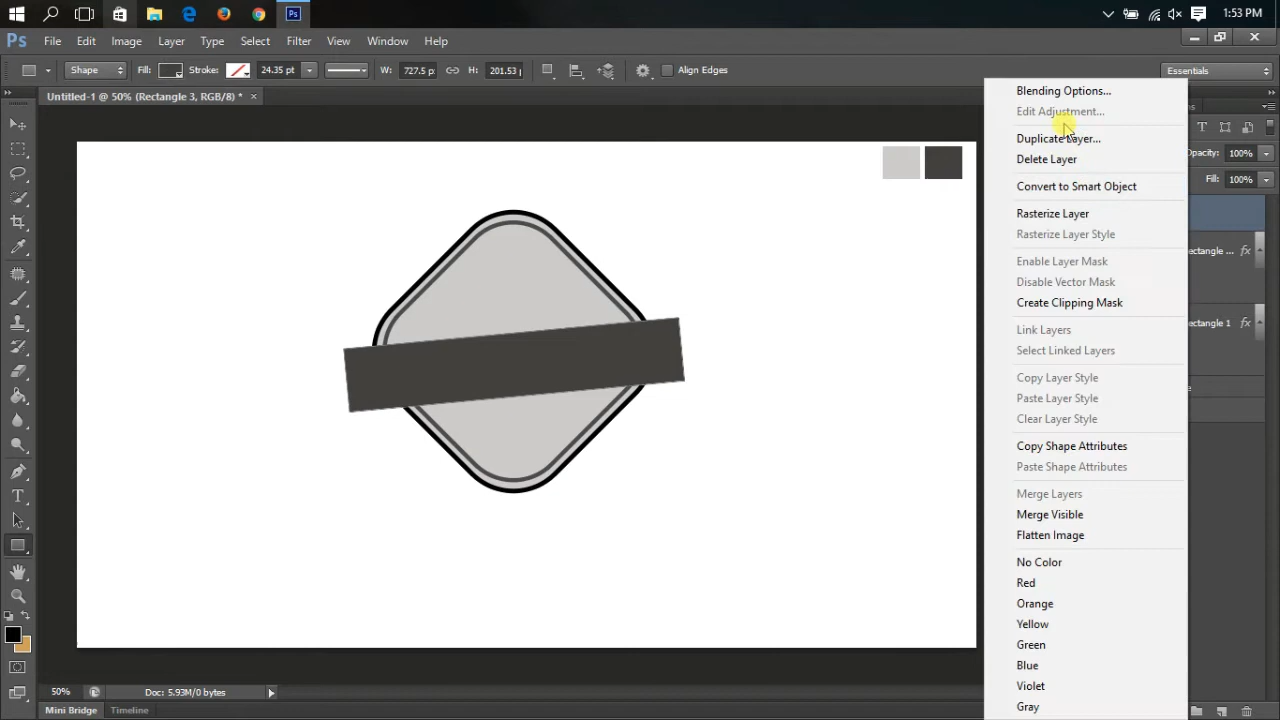 1:53 PM
Ps File Edit Image Layer Type Select Filter View Window Help
Shape Fill: Stroke: 24.35 pt W: 727.5 p H: 201.53 Align Edges Essentials
Untitled-1 @ 50% (Rectangle 3, RGB/8) * ×
Blending Options...
Edit Adjustment...
Duplicate Layer...
Delete Layer
Convert to Smart Object
Rasterize Layer
Rasterize Layer Style
Enable Layer Mask
Disable Vector Mask
Create Clipping Mask
Link Layers
Select Linked Layers
Copy Layer Style
Paste Layer Style
Clear Layer Style
Copy Shape Attributes
Paste Shape Attributes
Merge Layers
Merge Visible
Flatten Image
No Color
Red
Orange
Yellow
Green
Blue
Violet
Gray
Opacity: 100%
Fill: 100%
ectangle ... fx
ectangle 1 fx
50% Doc: 5.93M/0 bytes
Mini Bridge Timeline